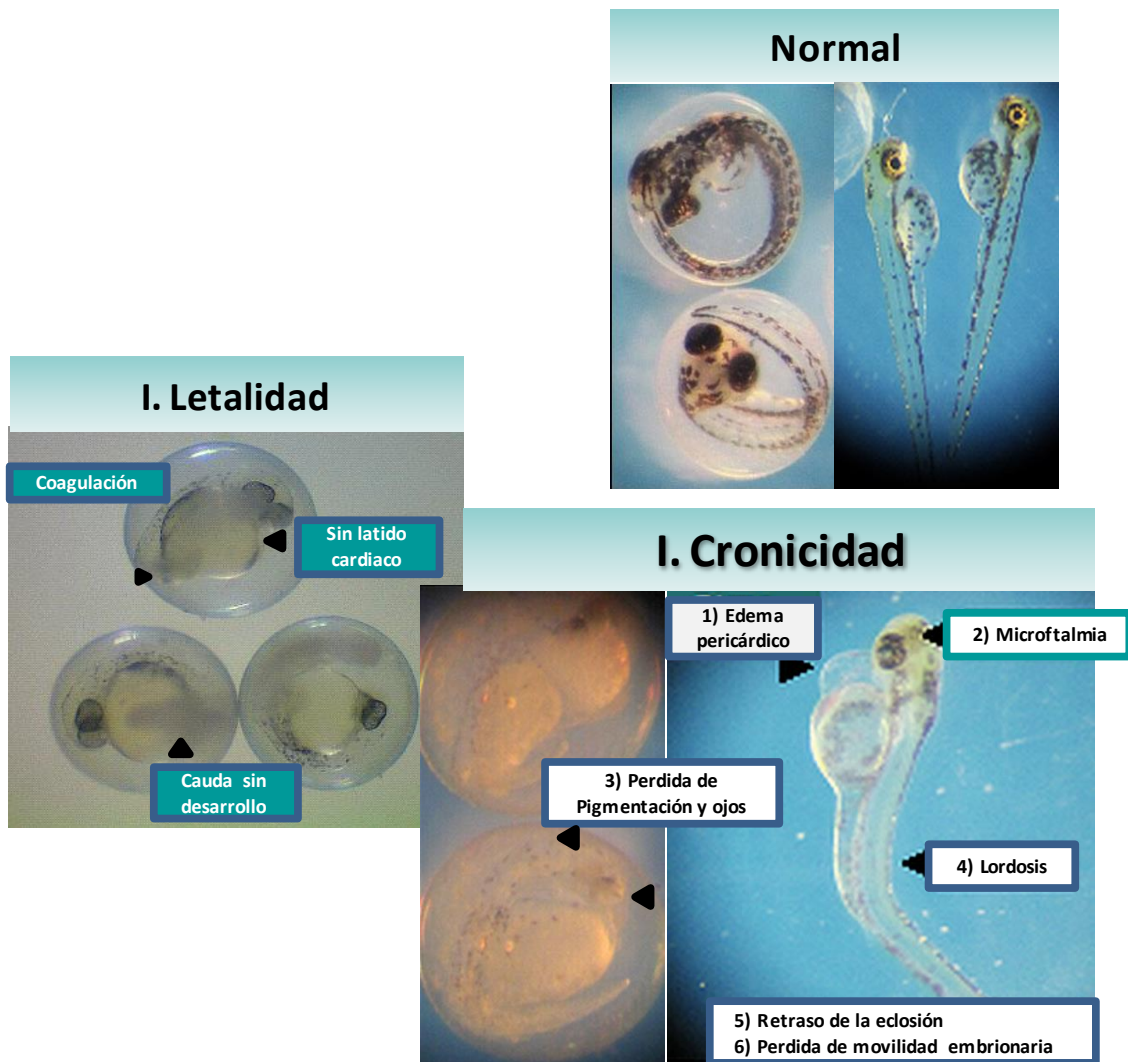 Normal
I. Letalidad
Coagulación
Sin latido
cardiaco
Cauda sin
desarrollo
I. Cronicidad
1) Edema
pericárdico
2) Microftalmia
3) Perdida de
Pigmentación y ojos
4) Lordosis
5) Retraso de la eclosión
6) Perdida de movilidad embrionaria